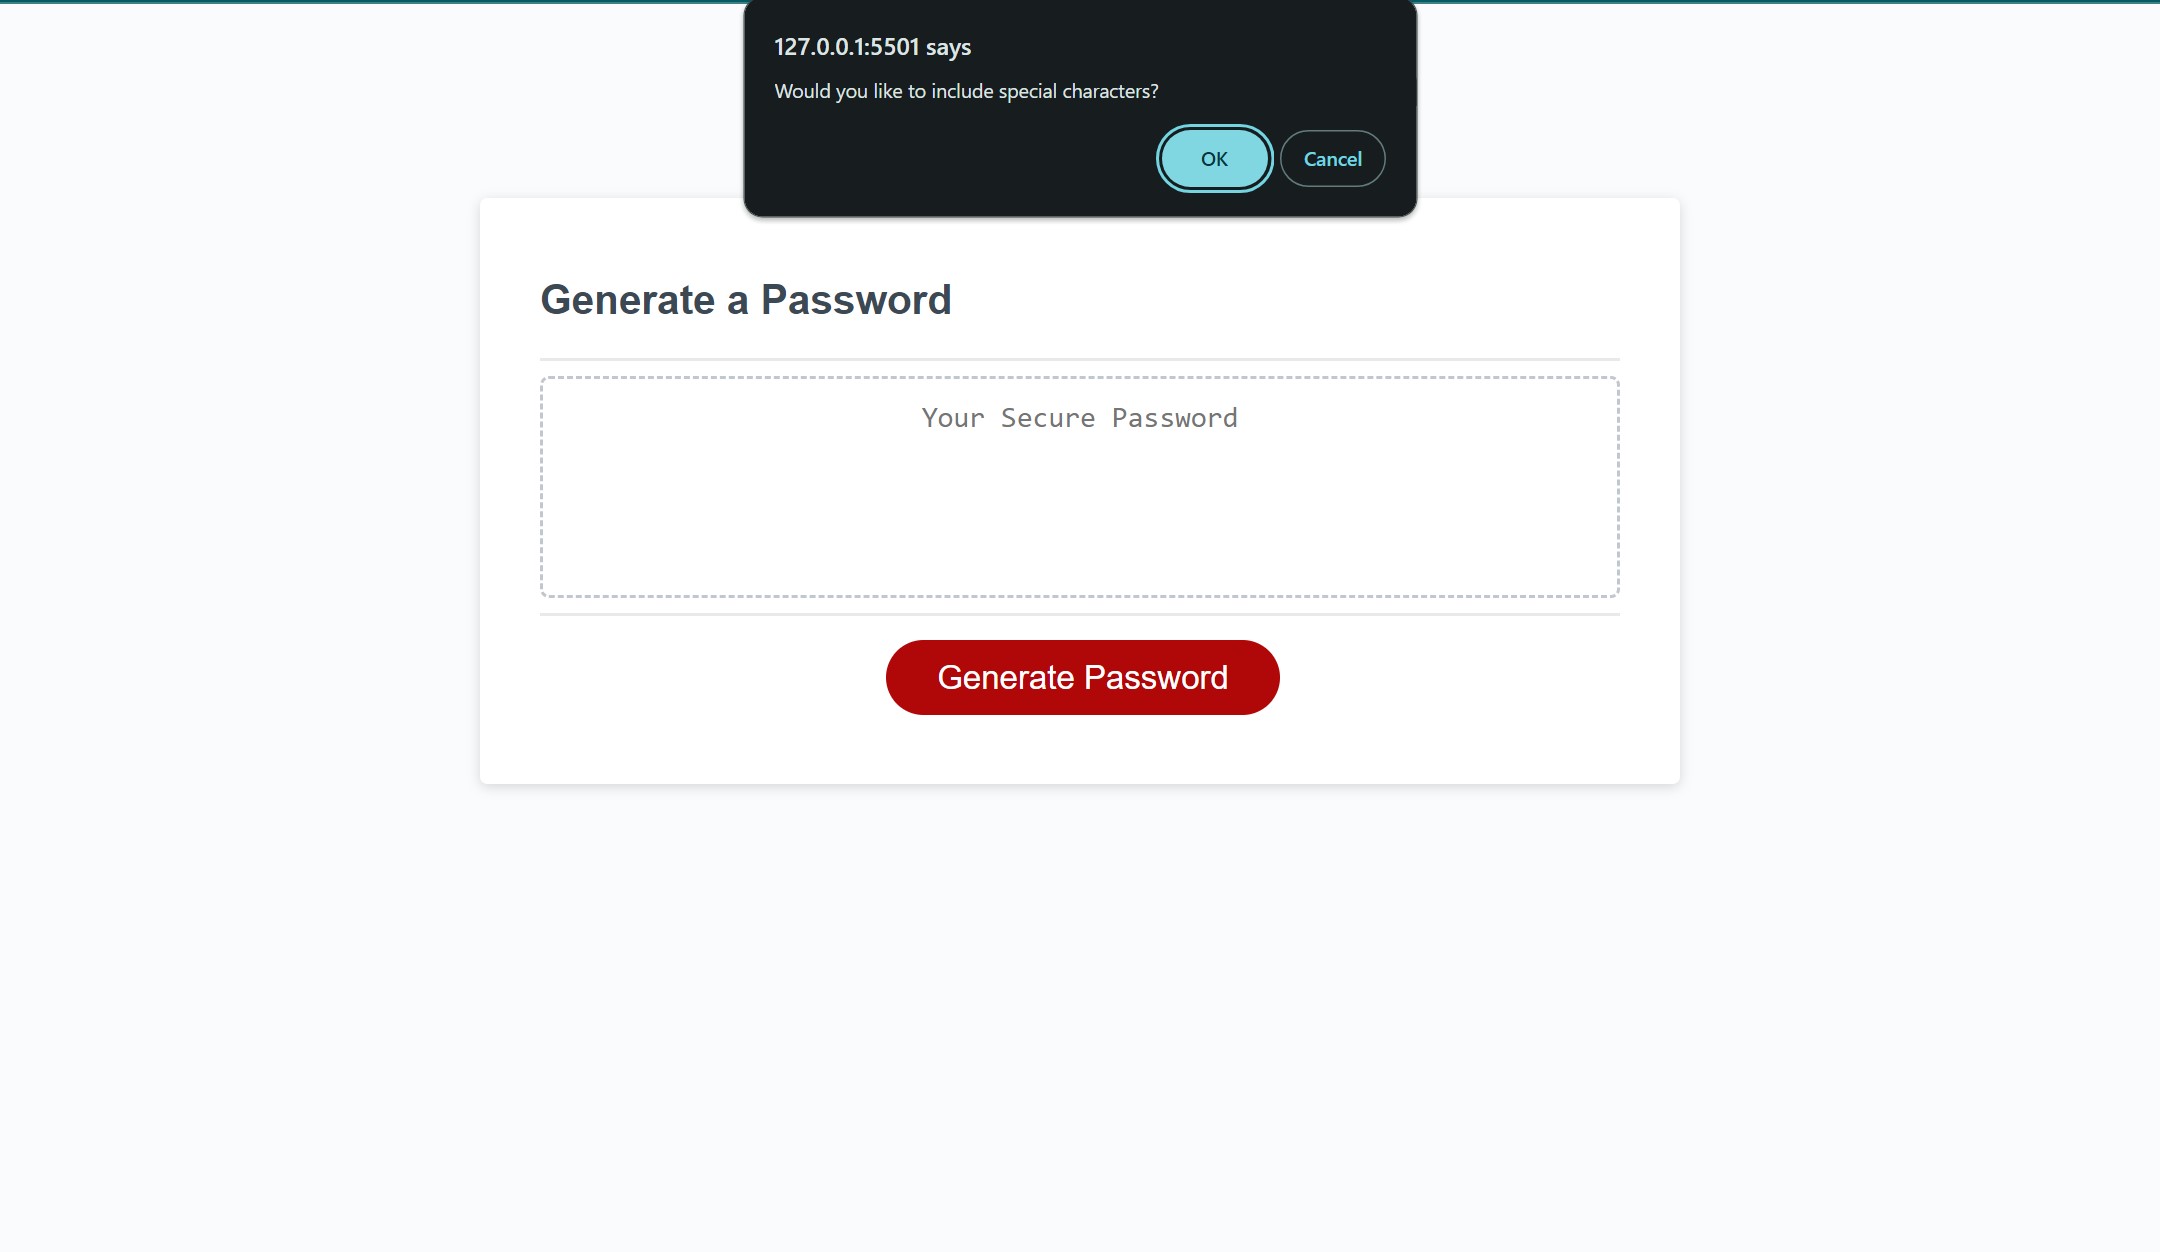 127.0.0.1:5501 says
Would you like to include special characters?
OK Cancel
Generate a Password
Your Secure Password
Generate Password